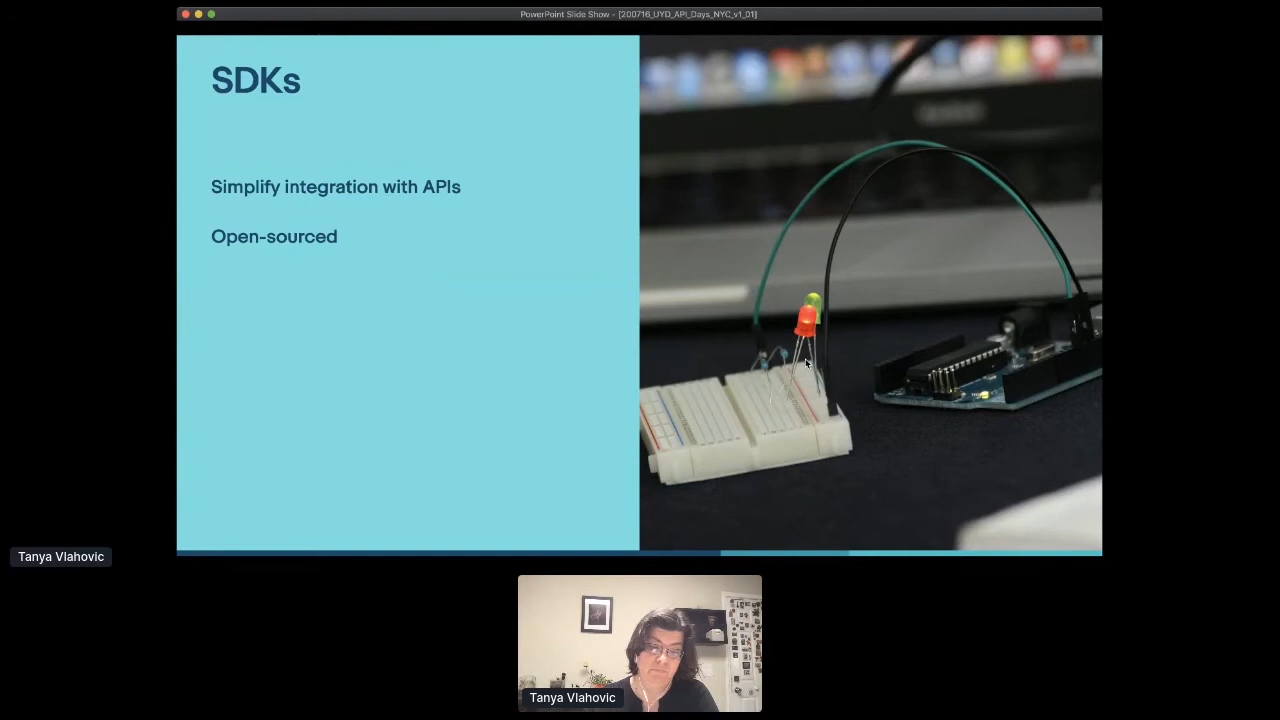 PowerPoint Slide Show - [200716_UYD_API_Days_NYC_v1_01]
SDKs
Simplify integration with APIs
Open-sourced
Tanya Vlahovic
Tanya Vlahovic